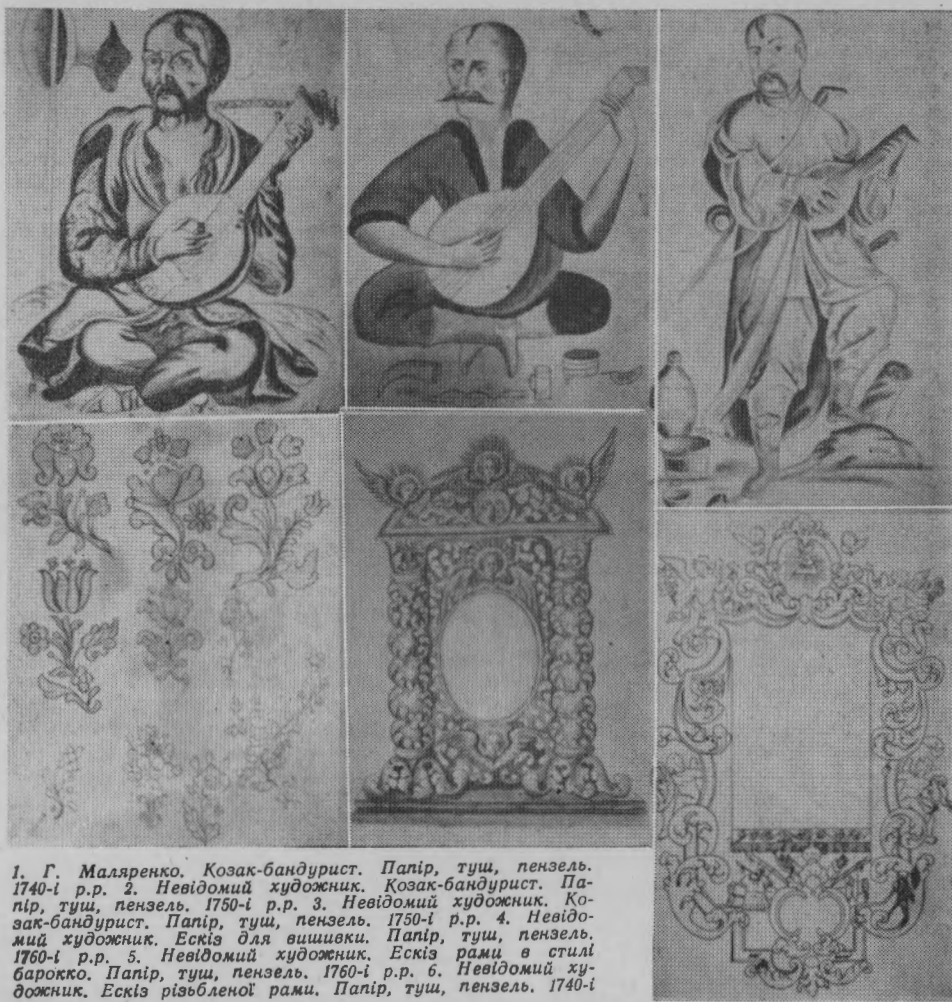 1. Г. Маляренко. Козак-бандурист. Папір, туш, пензель.
1740-і р.р. 2. Невідомий художник. Козак-бандурист. Па-
пір, туш, пензель. 1750-і р.р. 3. Невідомий художник. Ко-
зак-бандурист. Папір, туш, пензель. 1750-і р.р. 4. Невідо-
мий художник. Ескіз для вишивки. Папір, туш, пензель.
1760-і р.р. 5. Невідомий художник. Ескіз рами в стилі
барокко. Папір, туш, пензель. 1760-і р.р. 6. Невідомий ху-
дожник. Ескіз різьбленої рами. Папір, туш, пензель. 1740-і